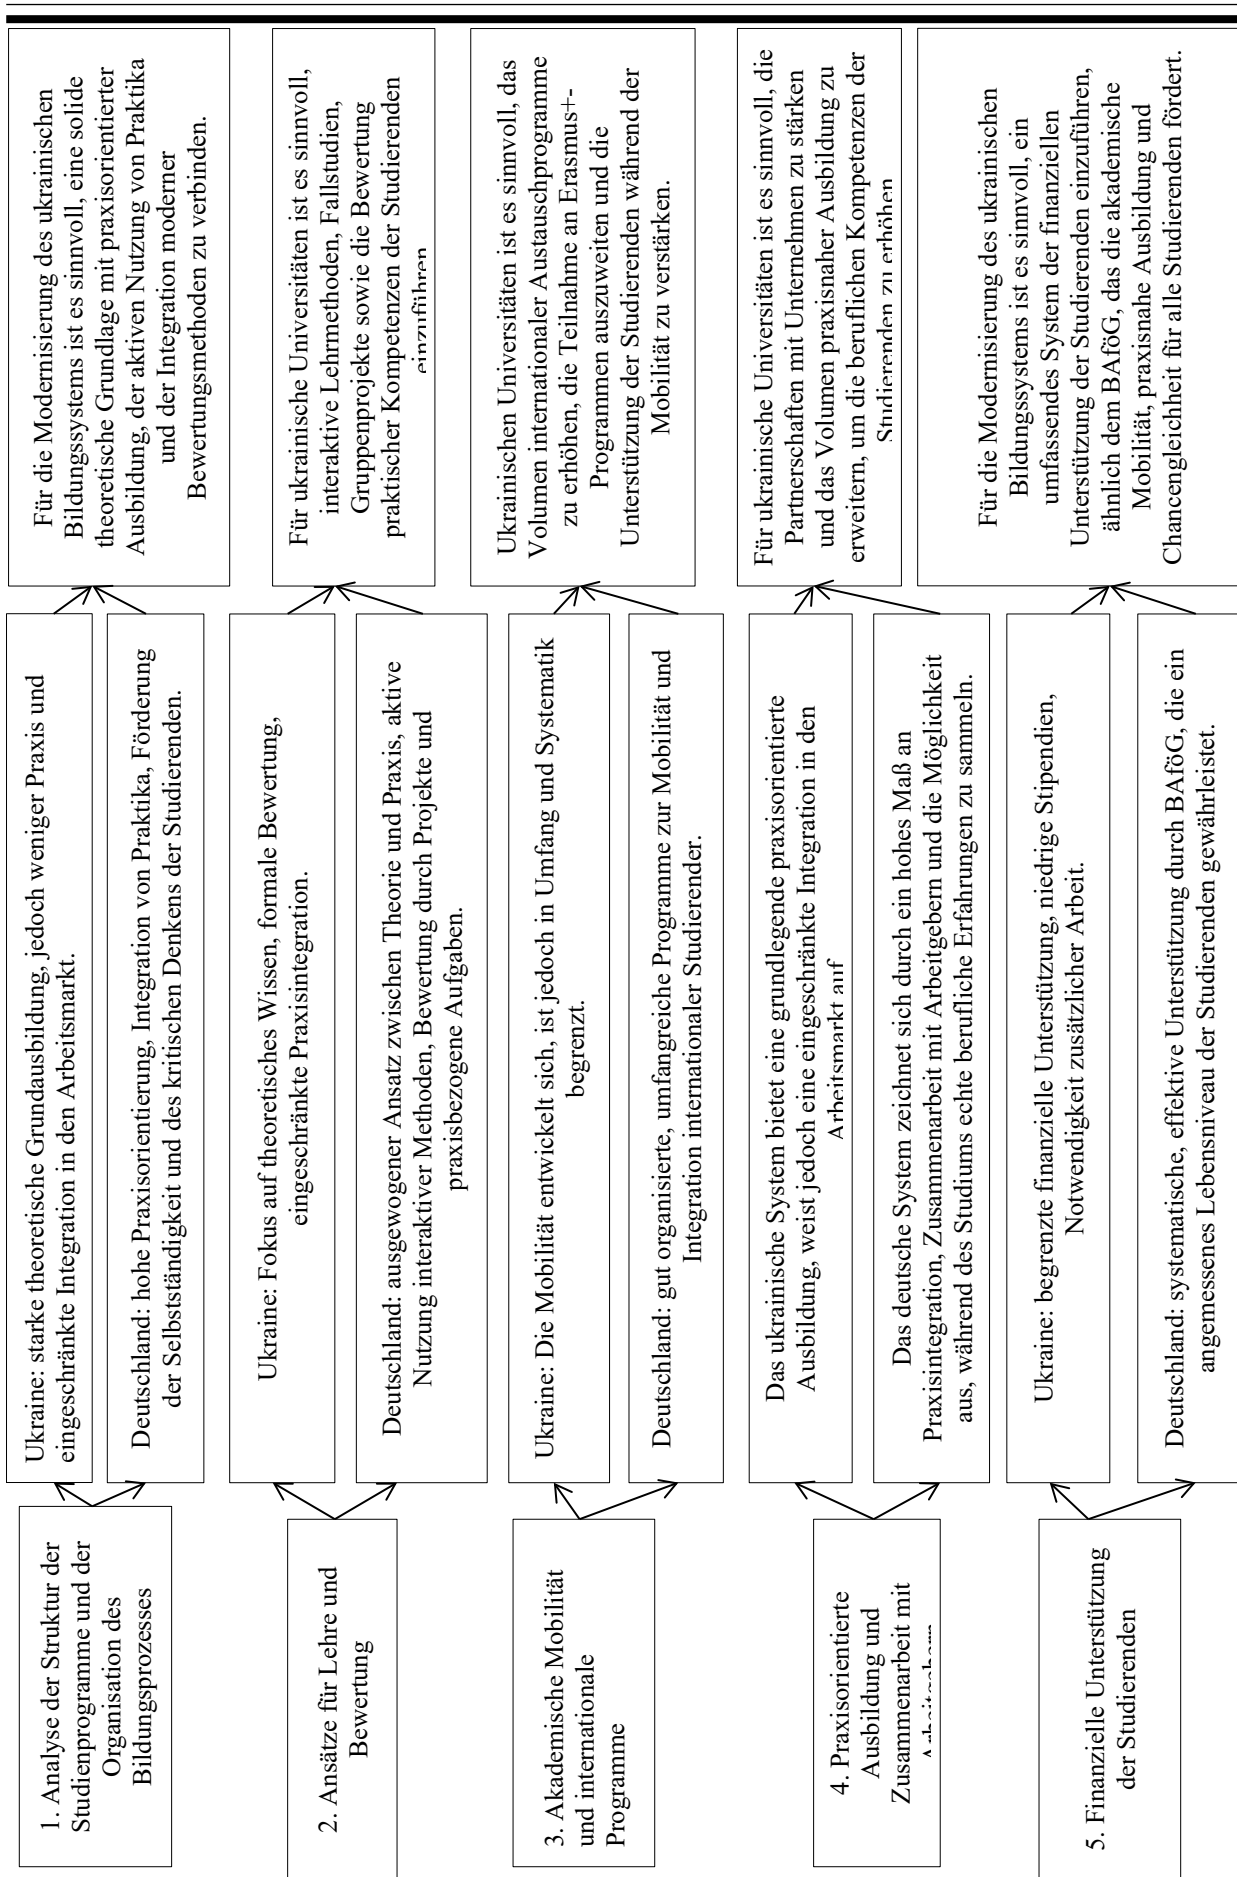 1. Analyse der Struktur der
Studienprogramme und der
Organisation des
Bildungsprozesses
Ukraine: starke theoretische Grundausbildung, jedoch weniger Praxis und
eingeschränkte Integration in den Arbeitsmarkt.
Deutschland: hohe Praxisorientierung, Integration von Praktika, Förderung
der Selbstständigkeit und des kritischen Denkens der Studierenden.
Für die Modernisierung des ukrainischen
Bildungssystems ist es sinnvoll, eine solide
theoretische Grundlage mit praxisorientierter
Ausbildung, der aktiven Nutzung von Praktika
und der Integration moderner
Bewertungsmethoden zu verbinden.
2. Ansätze für Lehre und
Bewertung
Ukraine: Fokus auf theoretisches Wissen, formale Bewertung,
eingeschränkte Praxisintegration.
Deutschland: ausgewogener Ansatz zwischen Theorie und Praxis, aktive
Nutzung interaktiver Methoden, Bewertung durch Projekte und
praxisbezogene Aufgaben.
Für ukrainische Universitäten ist es sinnvoll,
interaktive Lehrmethoden, Fallstudien,
Gruppenprojekte sowie die Bewertung
praktischer Kompetenzen der Studierenden
einzuführen
3. Akademische Mobilität
und internationale
Programme
Ukraine: Die Mobilität entwickelt sich, ist jedoch in Umfang und Systematik
begrenzt.
Deutschland: gut organisierte, umfangreiche Programme zur Mobilität und
Integration internationaler Studierender.
Ukrainischen Universitäten ist es sinnvoll, das
Volumen internationaler Austauschprogramme
zu erhöhen, die Teilnahme an Erasmus+-
Programmen auszuweiten und die
Unterstützung der Studierenden während der
Mobilität zu verstärken.
4. Praxisorientierte
Ausbildung und
Zusammenarbeit mit
Arbeitgebern
Das ukrainische System bietet eine grundlegende praxisorientierte
Ausbildung, weist jedoch eine eingeschränkte Integration in den
Arbeitsmarkt auf
Das deutsche System zeichnet sich durch ein hohes Maß an
Praxisintegration, Zusammenarbeit mit Arbeitgebern und die Möglichkeit
aus, während des Studiums echte berufliche Erfahrungen zu sammeln.
Für ukrainische Universitäten ist es sinnvoll, die
Partnerschaften mit Unternehmen zu stärken
und das Volumen praxisnaher Ausbildung zu
erweitern, um die beruflichen Kompetenzen der
Studierenden zu erhöhen
5. Finanzielle Unterstützung
der Studierenden
Ukraine: begrenzte finanzielle Unterstützung, niedrige Stipendien,
Notwendigkeit zusätzlicher Arbeit.
Deutschland: systematische, effektive Unterstützung durch BAföG, die ein
angemessenes Lebensniveau der Studierenden gewährleistet.
Für die Modernisierung des ukrainischen
Bildungssystems ist es sinnvoll, ein
umfassendes System der finanziellen
Unterstützung der Studierenden einzuführen,
ähnlich dem BAföG, das die akademische
Mobilität, praxisnahe Ausbildung und
Chancengleichheit für alle Studierenden fördert.